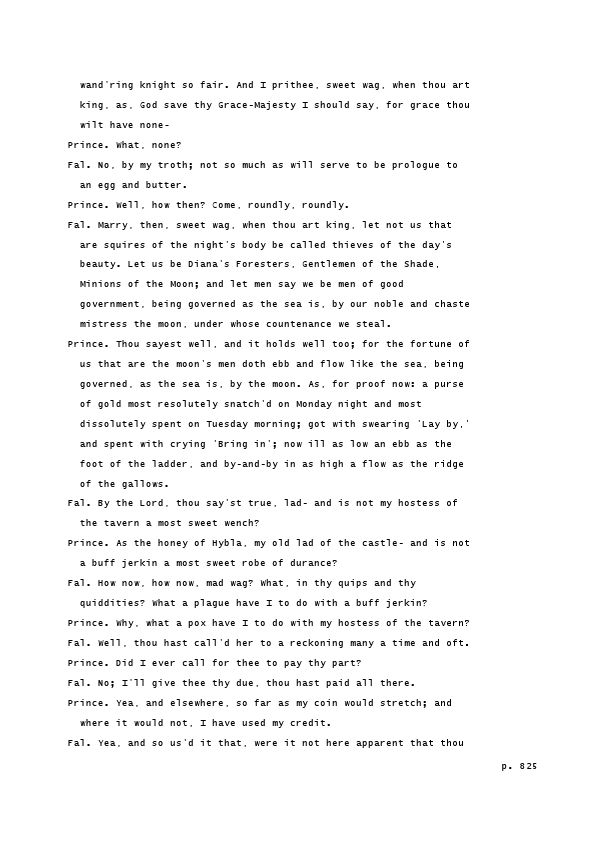 wand'ring knight so fair. And I prithee, sweet wag, when thou art
king, as, God save thy Grace-Majesty I should say, for grace thou
wilt have none-
Prince. What, none?
Fal. No, by my troth; not so much as will serve to be prologue to
an egg and butter.
Prince. Well, how then? Come, roundly, roundly.
Fal. Marry, then, sweet wag, when thou art king, let not us that
are squires of the night's body be called thieves of the day's
beauty. Let us be Diana's Foresters, Gentlemen of the Shade,
Minions of the Moon; and let men say we be men of good
government, being governed as the sea is, by our noble and chaste
mistress the moon, under whose countenance we steal.
Prince. Thou sayest well, and it holds well too; for the fortune of
us that are the moon's men doth ebb and flow like the sea, being
governed, as the sea is, by the moon. As, for proof now: a purse
of gold most resolutely snatch'd on Monday night and most
dissolutely spent on Tuesday morning; got with swearing 'Lay by,'
and spent with crying 'Bring in'; now ill as low an ebb as the
foot of the ladder, and by-and-by in as high a flow as the ridge
of the gallows.
Fal. By the Lord, thou say'st true, lad- and is not my hostess of
the tavern a most sweet wench?
Prince. As the honey of Hybla, my old lad of the castle- and is not
a buff jerkin a most sweet robe of durance?
Fal. How now, how now, mad wag? What, in thy quips and thy
quiddities? What a plague have I to do with a buff jerkin?
Prince. Why, what a pox have I to do with my hostess of the tavern?
Fal. Well, thou hast call'd her to a reckoning many a time and oft.
Prince. Did I ever call for thee to pay thy part?
Fal. No; I'll give thee thy due, thou hast paid all there.
Prince. Yea, and elsewhere, so far as my coin would stretch; and
where it would not, I have used my credit.
Fal. Yea, and so us'd it that, were it not here apparent that thou
p. 825